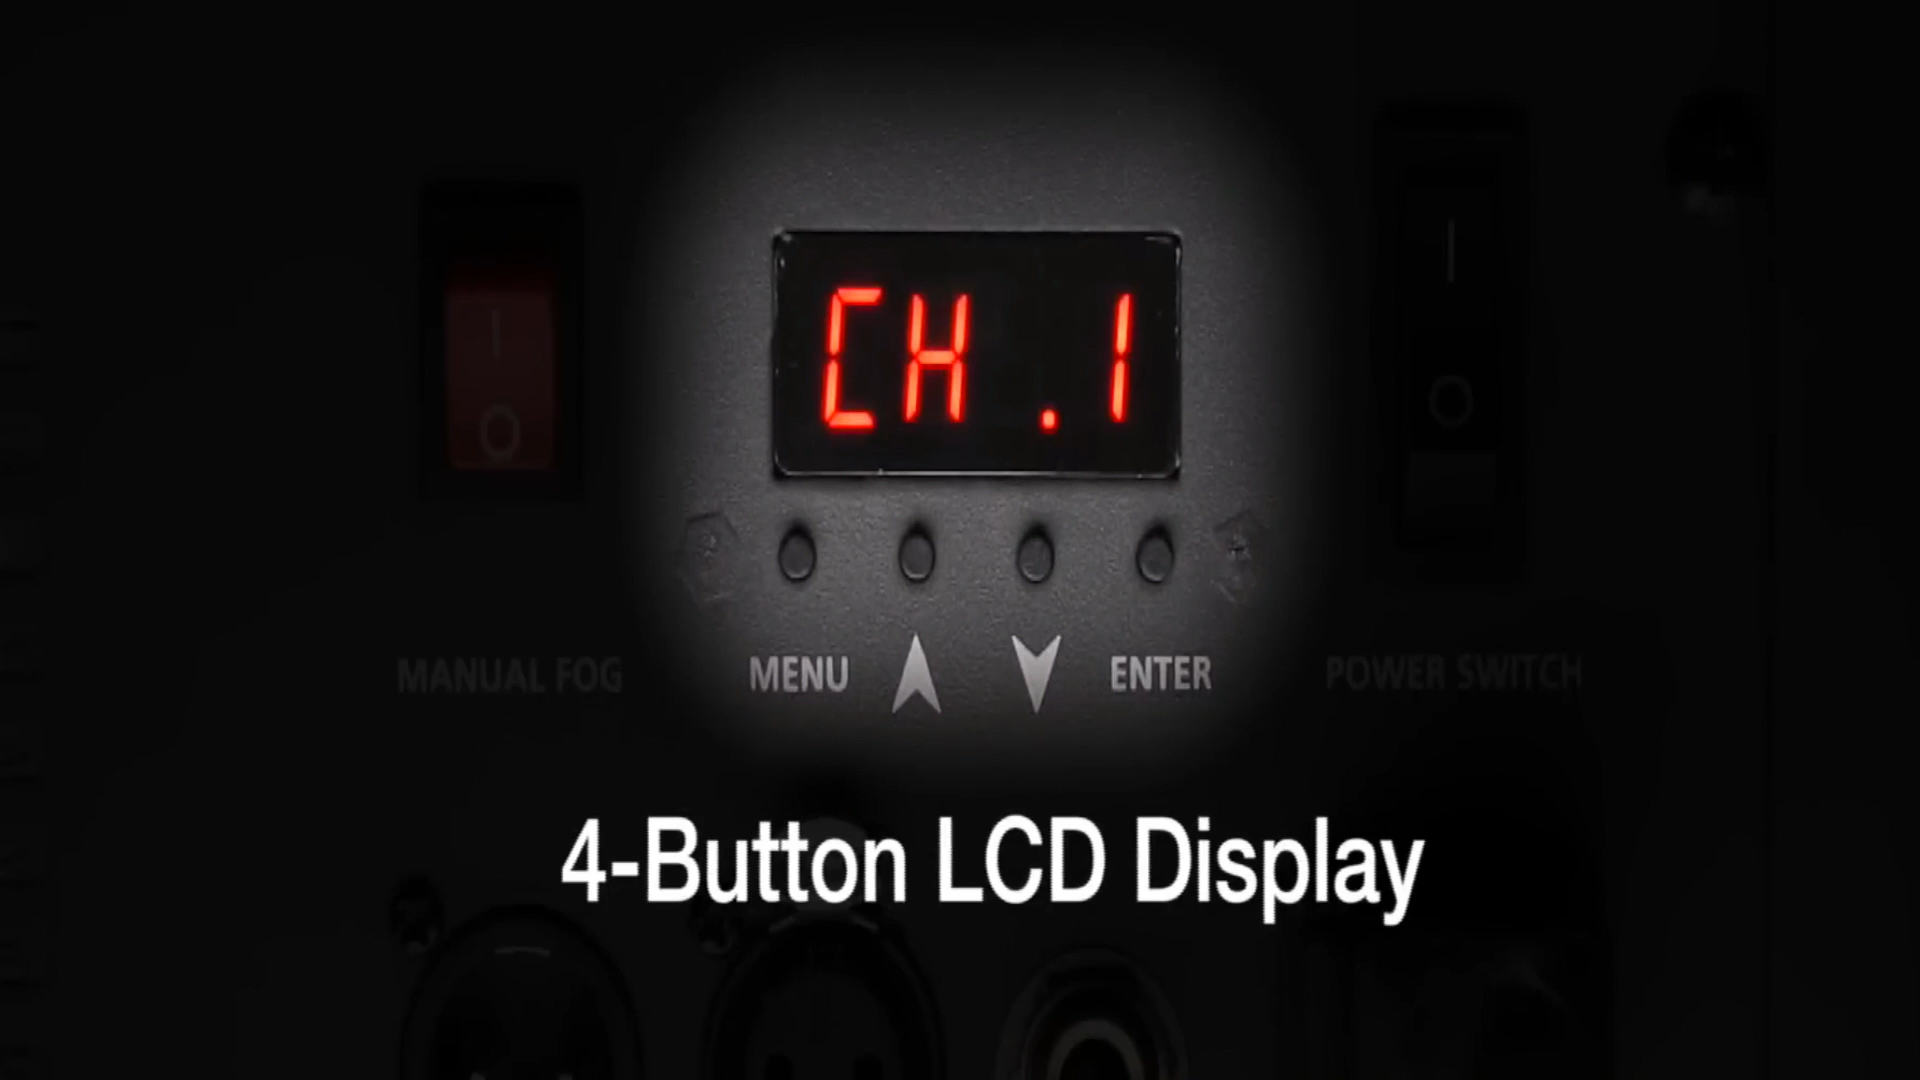 CH .1
MANUAL FOG
MENU
ENTER
POWER SWITCH
4-Button LCD Display